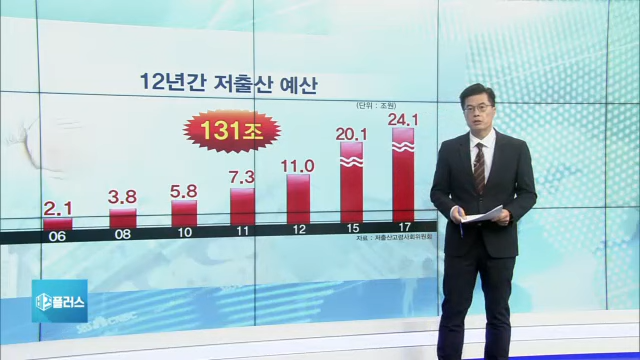 12년간 저출산 예산
(단위 : 조원)
131조
2.1 3.8 5.8 7.3 11.0 20.1 24.1
06 08 10 11 12 15 17
자료 : 저출산고령사회위원회
플러스